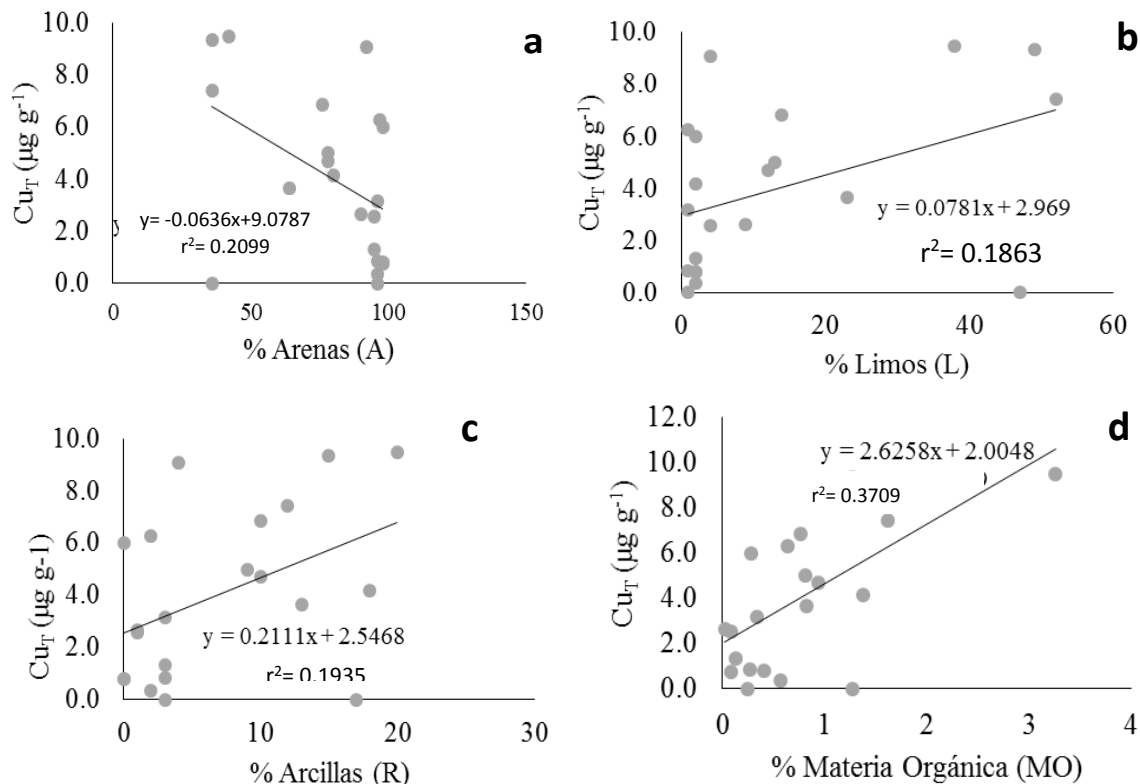 a
10.0
8.0
6.0
4.0
2.0
0.0
Cu_T (µg g⁻¹)
y= -0.0636x+9.0787
r²= 0.2099
0
50
100
150
% Arenas (A)
b
10.0
8.0
6.0
4.0
2.0
0.0
Cu_T (µg g⁻¹)
y = 0.0781x + 2.969
r²= 0.1863
0
20
40
60
% Limos (L)
c
10.0
8.0
6.0
4.0
2.0
0.0
Cu_T (µg g-1)
y = 0.2111x + 2.5468
r²= 0.1935
0
10
20
30
% Arcillas (R)
d
12.0
10.0
8.0
6.0
4.0
2.0
0.0
Cu_T (µg g⁻¹)
y = 2.6258x + 2.0048
r²= 0.3709
0
1
2
3
4
% Materia Orgánica (MO)